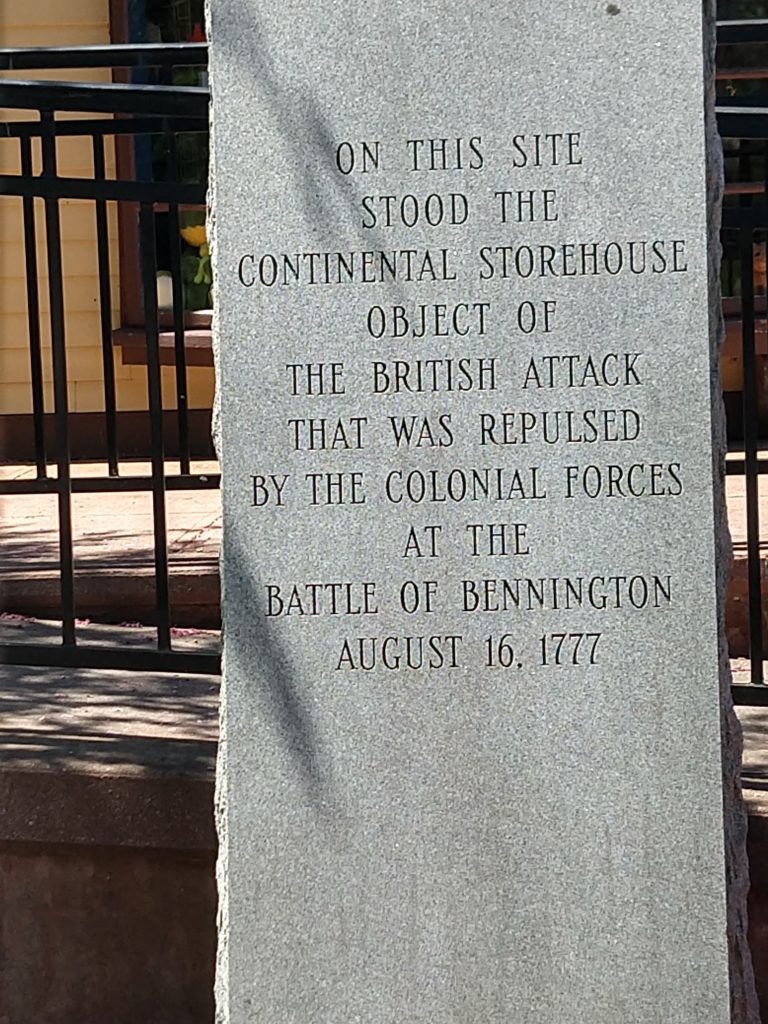 ON THIS SITE
STOOD THE
CONTINENTAL STOREHOUSE
OBJECT OF
THE BRITISH ATTACK
THAT WAS REPULSED
BY THE COLONIAL FORCES
AT THE
BATTLE OF BENNINGTON
AUGUST 16, 1777